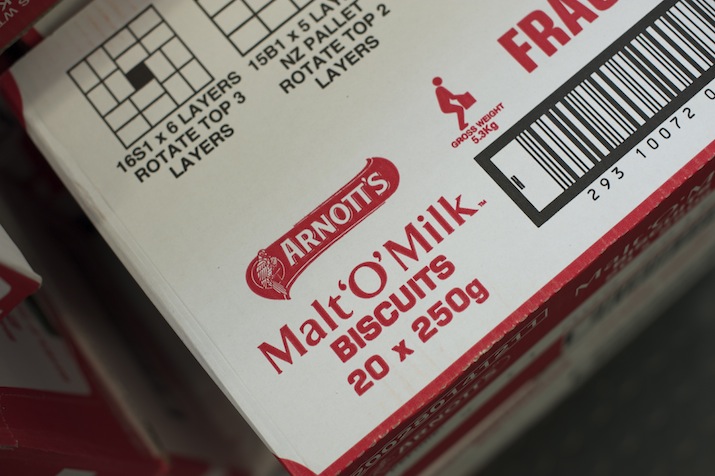 16S1 x 6 LAYERS
ROTATE TOP 3
LAYERS
15B1 x 5 LAY
NZ PALLET
ROTATE TOP 2
LAYERS
FRA
GROSS WEIGHT
5.3Kg
293 10072 0
ARNOTT'S
Malt'O'Milk™
BISCUITS
20 x 250g